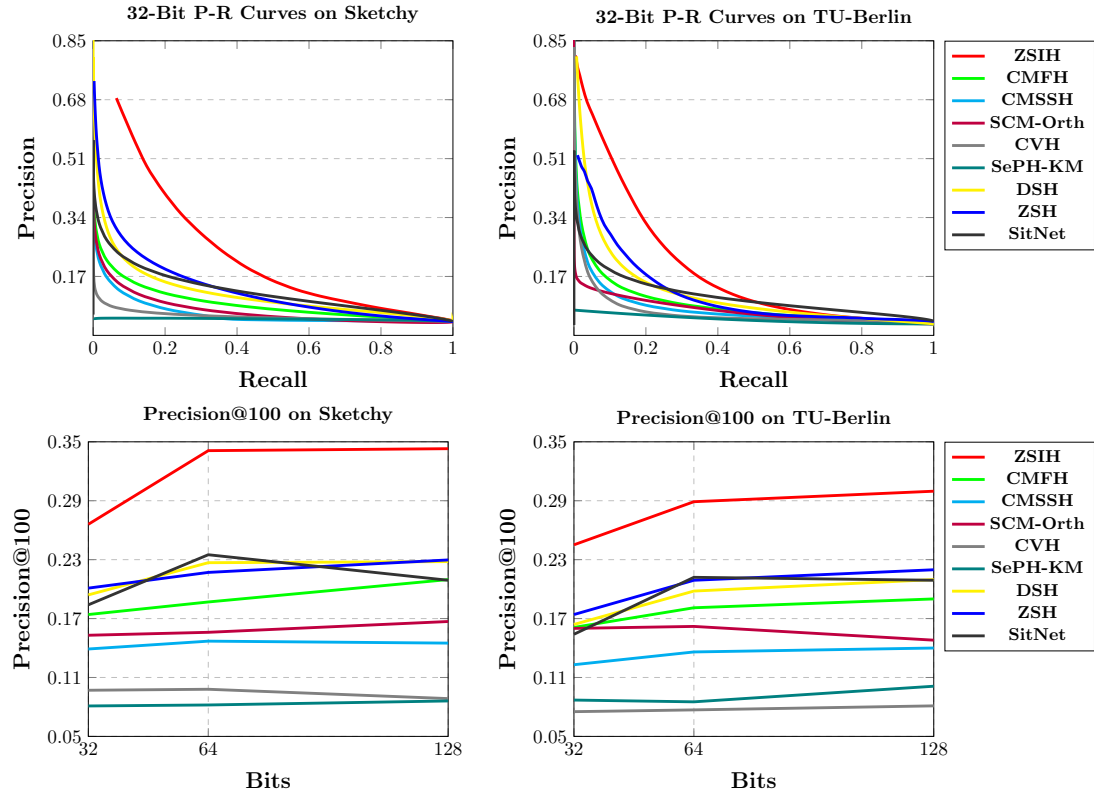 32-Bit P-R Curves on Sketchy
0.85
0.68
0.51
0.34
0.17
Precision
0
0.2
0.4
0.6
0.8
1
Recall
32-Bit P-R Curves on TU-Berlin
0.85
0.68
0.51
0.34
0.17
Precision
0
0.2
0.4
0.6
0.8
1
Recall
ZSIH
CMFH
CMSSH
SCM-Orth
CVH
SePH-KM
DSH
ZSH
SitNet
Precision@100 on Sketchy
0.35
0.29
0.23
0.17
0.11
0.05
Precision@100
32
64
128
Bits
Precision@100 on TU-Berlin
0.35
0.29
0.23
0.17
0.11
0.05
Precision@100
32
64
128
Bits
ZSIH
CMFH
CMSSH
SCM-Orth
CVH
SePH-KM
DSH
ZSH
SitNet